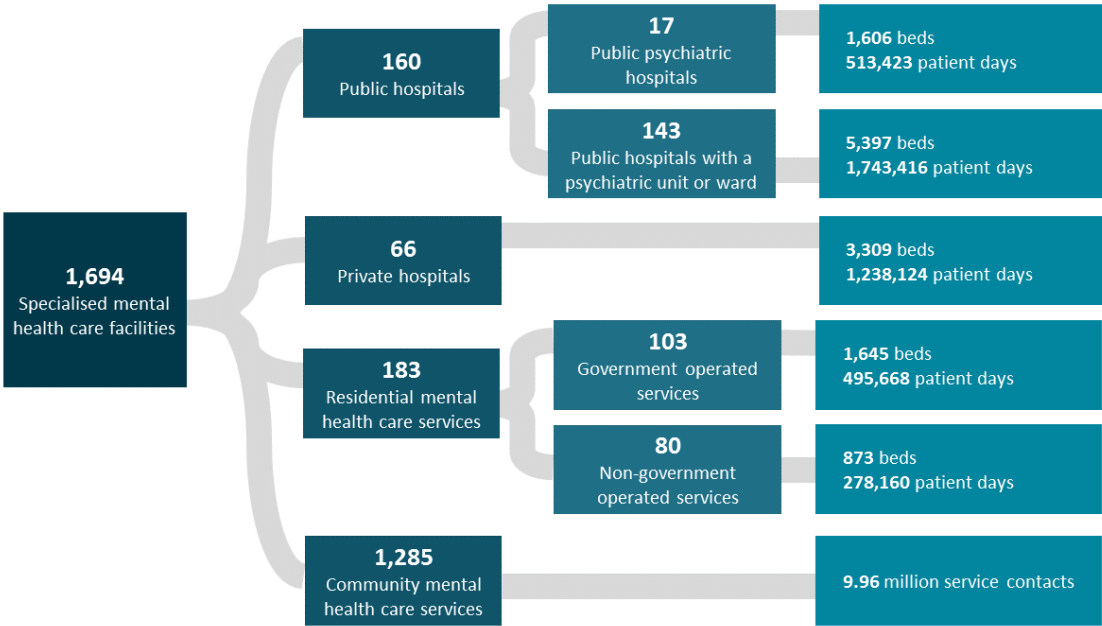 1,694
Specialised mental
health care facilities
160
Public hospitals
17
Public psychiatric
hospitals
1,606 beds
513,423 patient days
143
Public hospitals with a
psychiatric unit or ward
5,397 beds
1,743,416 patient days
66
Private hospitals
3,309 beds
1,238,124 patient days
183
Residential mental
health care services
103
Government operated
services
1,645 beds
495,668 patient days
80
Non-government
operated services
873 beds
278,160 patient days
1,285
Community mental
health care services
9.96 million service contacts